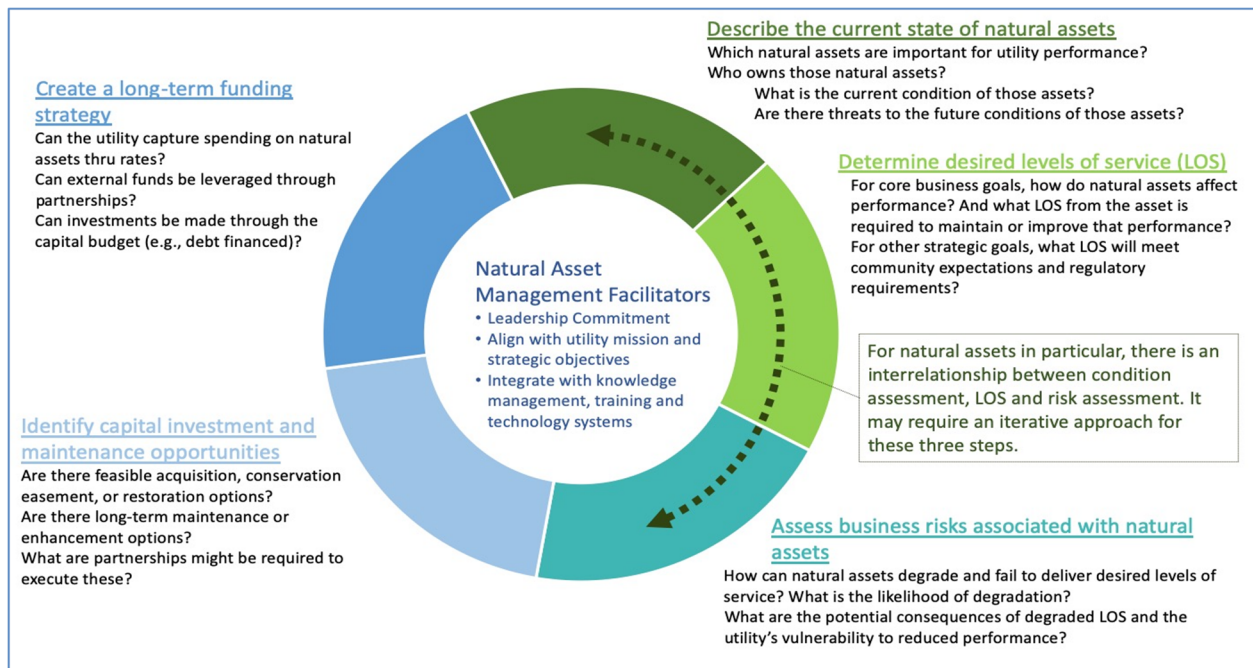 Describe the current state of natural assets
Which natural assets are important for utility performance?
Who owns those natural assets?
What is the current condition of those assets?
Are there threats to the future conditions of those assets?
Determine desired levels of service (LOS)
For core business goals, how do natural assets affect
performance? And what LOS from the asset is
required to maintain or improve that performance?
For other strategic goals, what LOS will meet
community expectations and regulatory
requirements?
For natural assets in particular, there is an
interrelationship between condition
assessment, LOS and risk assessment. It
may require an iterative approach for
these three steps.
Assess business risks associated with natural
assets
How can natural assets degrade and fail to deliver desired levels of
service? What is the likelihood of degradation?
What are the potential consequences of degraded LOS and the
utility’s vulnerability to reduced performance?
Identify capital investment and
maintenance opportunities
Are there feasible acquisition, conservation
easement, or restoration options?
Are there long-term maintenance or
enhancement options?
What are partnerships might be required to
execute these?
Create a long-term funding
strategy
Can the utility capture spending on natural
assets thru rates?
Can external funds be leveraged through
partnerships?
Can investments be made through the
capital budget (e.g., debt financed)?
Natural Asset
Management Facilitators
• Leadership Commitment
• Align with utility mission and
strategic objectives
• Integrate with knowledge
management, training and
technology systems